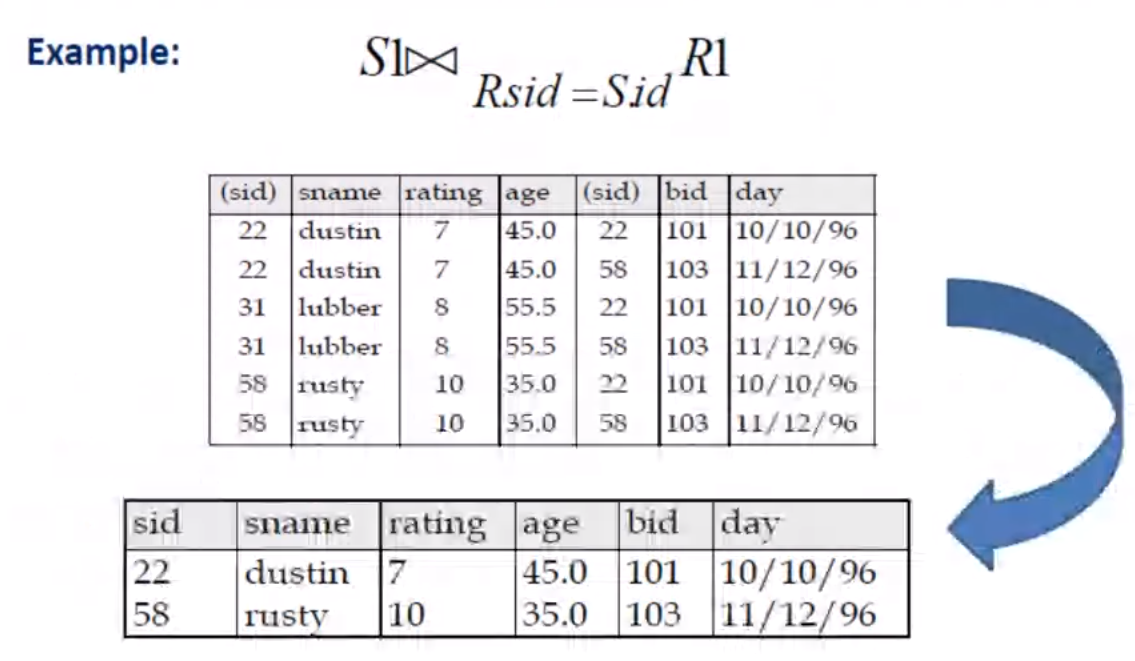 Example:
S1⋈ Rsid=S.id R1
(sid) sname rating age (sid) bid day
22 dustin 7 45.0 22 101 10/10/96
22 dustin 7 45.0 58 103 11/12/96
31 lubber 8 55.5 22 101 10/10/96
31 lubber 8 55.5 58 103 11/12/96
58 rusty 10 35.0 22 101 10/10/96
58 rusty 10 35.0 58 103 11/12/96
sid sname rating age bid day
22 dustin 7 45.0 101 10/10/96
58 rusty 10 35.0 103 11/12/96